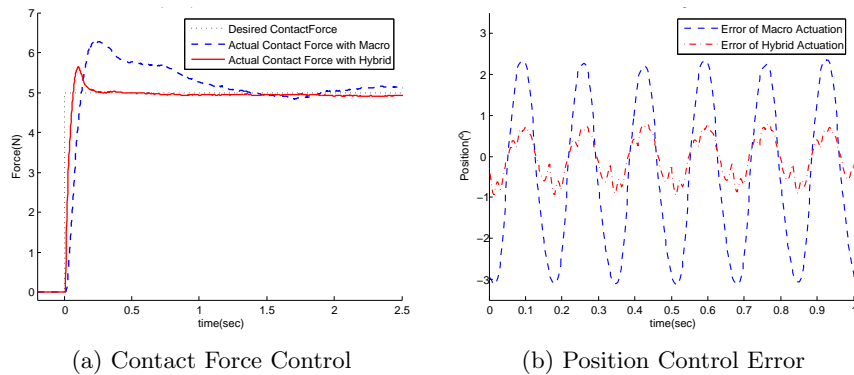 Desired ContactForce
Actual Contact Force with Macro
Actual Contact Force with Hybrid
7
6
5
4
3
2
1
0
Force(N)
0
0.5
1
1.5
2
2.5
time(sec)
(a) Contact Force Control
Error of Macro Actuation
Error of Hybrid Actuation
2
1
0
−1
−2
−3
Position(º)
0
0.1
0.2
0.3
0.4
0.5
0.6
0.7
0.8
0.9
1
time(sec)
(b) Position Control Error